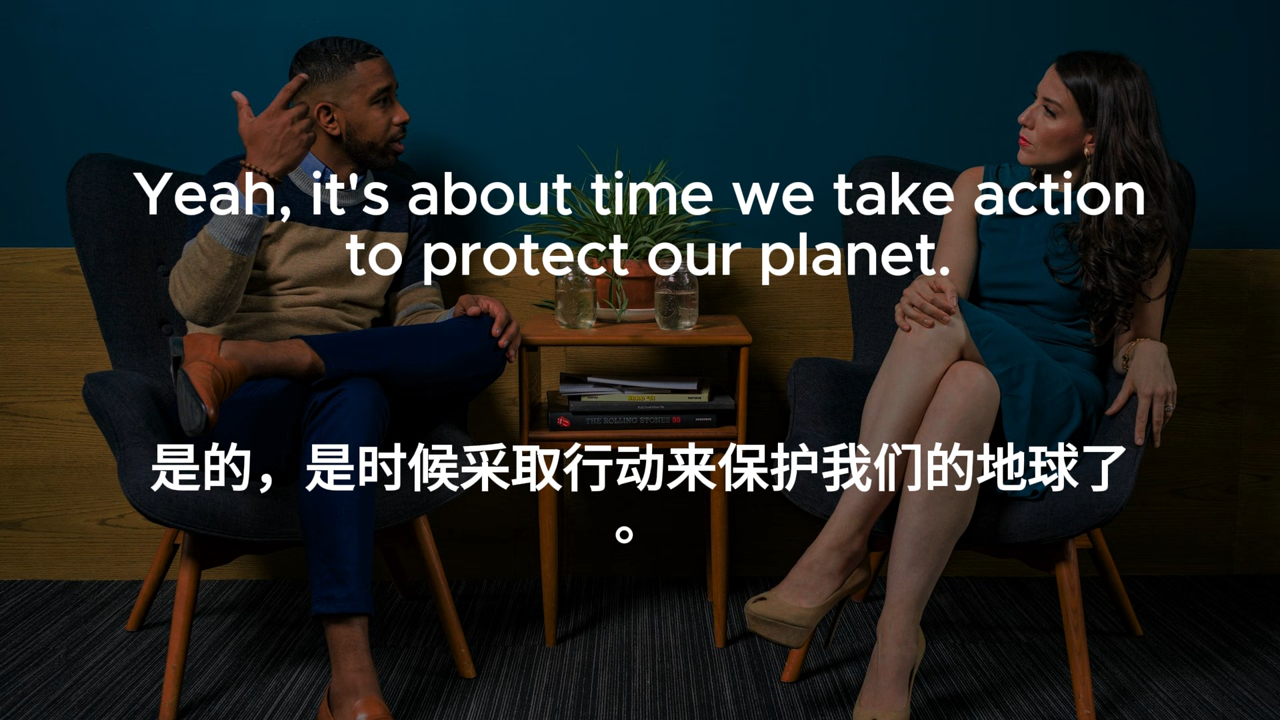 Yeah, it's about time we take action
to protect our planet.
THE ROLLING STONES
是的，是时候采取行动来保护我们的地球了
。